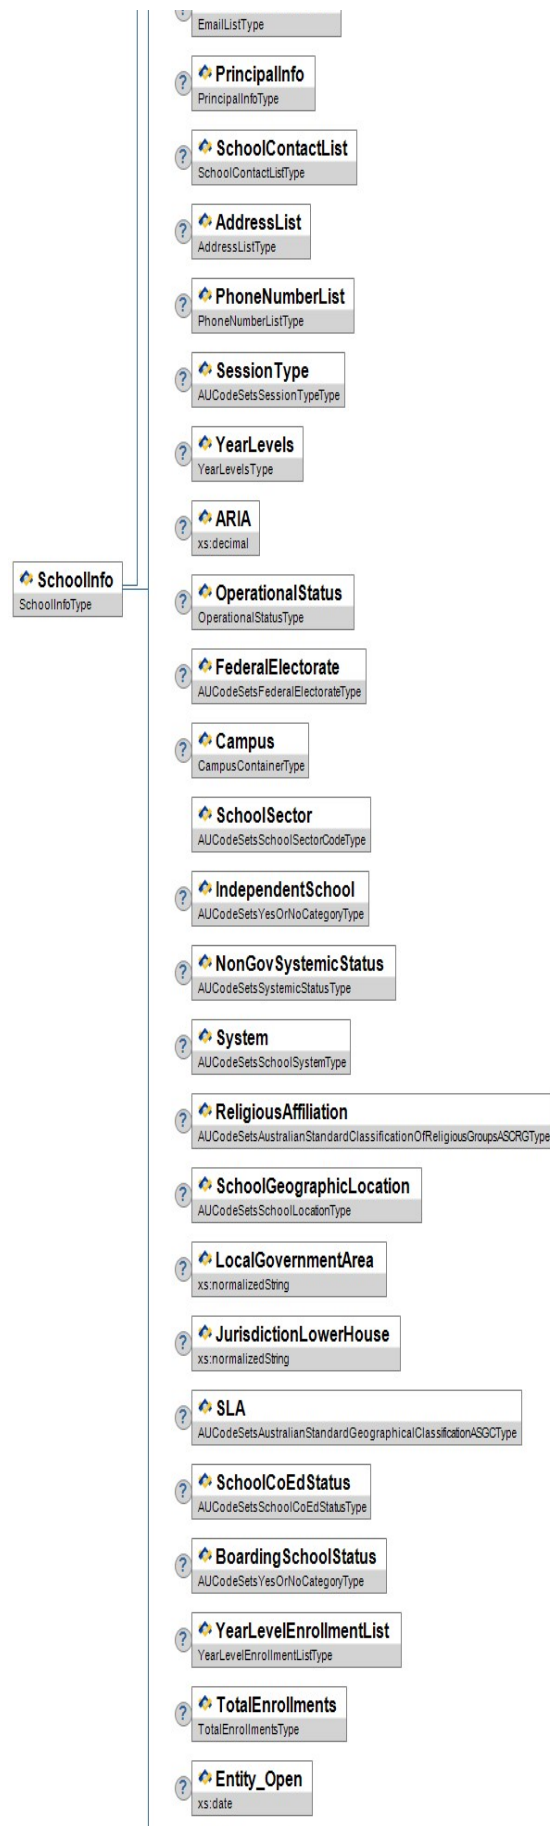 EmailListType
?
PrincipalInfo
PrincipalInfoType
?
SchoolContactList
SchoolContactListType
?
AddressList
AddressListType
?
PhoneNumberList
PhoneNumberListType
?
SessionType
AUCodeSetsSessionTypeType
?
YearLevels
YearLevelsType
?
ARIA
xs:decimal
SchoolInfo
SchoolInfoType
?
OperationalStatus
OperationalStatusType
?
FederalElectorate
AUCodeSetsFederalElectorateType
?
Campus
CampusContainerType
SchoolSector
AUCodeSetsSchoolSectorCodeType
?
IndependentSchool
AUCodeSetsYesOrNoCategoryType
?
NonGovSystemicStatus
AUCodeSetsSystemicStatusType
?
System
AUCodeSetsSchoolSystemType
?
ReligiousAffiliation
AUCodeSetsAustralianStandardClassificationOfReligiousGroupsASCRGType
?
SchoolGeographicLocation
AUCodeSetsSchoolLocationType
?
LocalGovernmentArea
xs:normalizedString
?
JurisdictionLowerHouse
xs:normalizedString
?
SLA
AUCodeSetsAustralianStandardGeographicalClassificationASGCType
?
SchoolCoEdStatus
AUCodeSetsSchoolCoEdStatusType
?
BoardingSchoolStatus
AUCodeSetsYesOrNoCategoryType
?
YearLevelEnrollmentList
YearLevelEnrollmentListType
?
TotalEnrollments
TotalEnrollmentsType
?
Entity_Open
xs:date